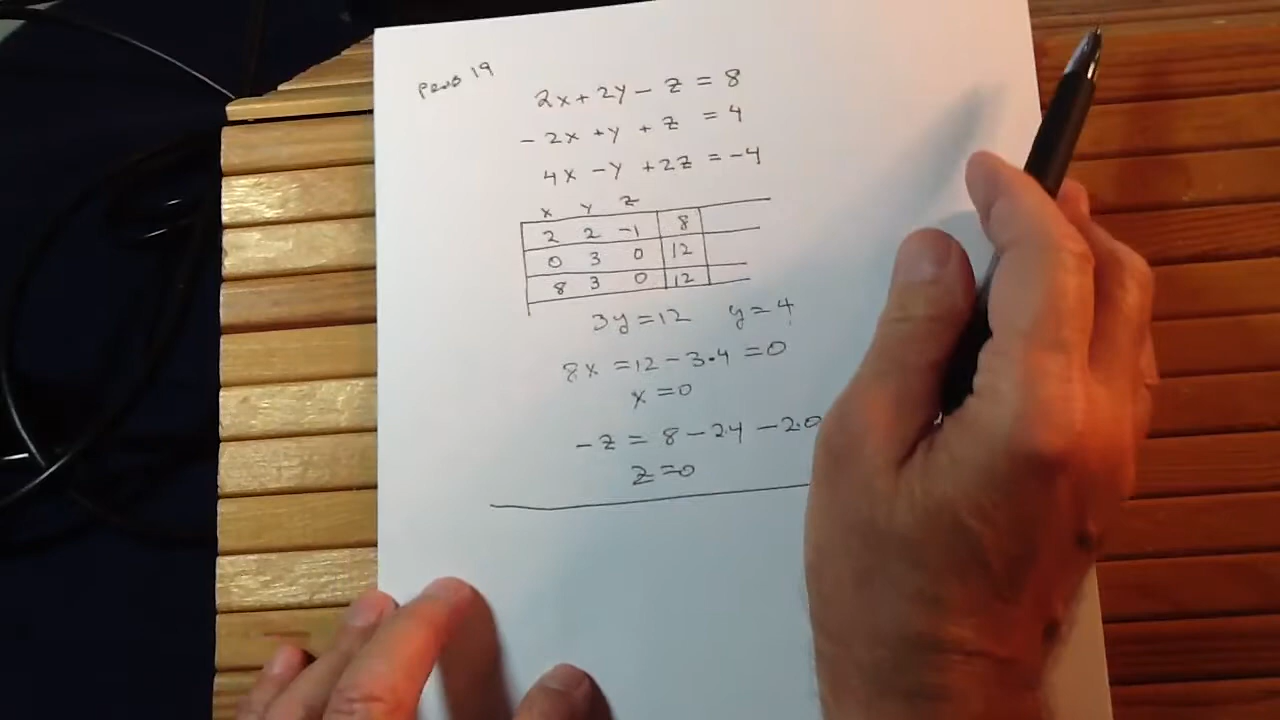 PROB 19
2x+2y-z=8
-2x+y+z=4
4x-y+2z=-4
x y z
2 2 -1 8
0 3 0 12
8 3 0 12
3y=12 y=4
8x=12-3•4=0
x=0
-z=8-2.4-2.0
z=0